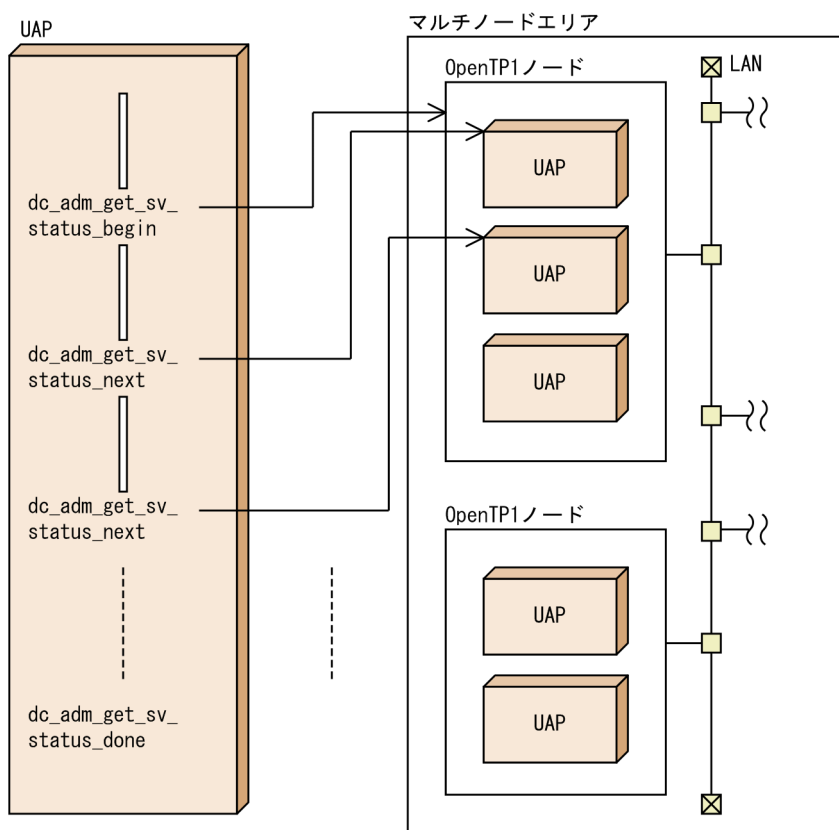 UAP
dc_adm_get_sv_
status_begin
dc_adm_get_sv_
status_next
dc_adm_get_sv_
status_next
dc_adm_get_sv_
status_done
マルチノードエリア
OpenTP1ノード
UAP
UAP
UAP
LAN
OpenTP1ノード
UAP
UAP